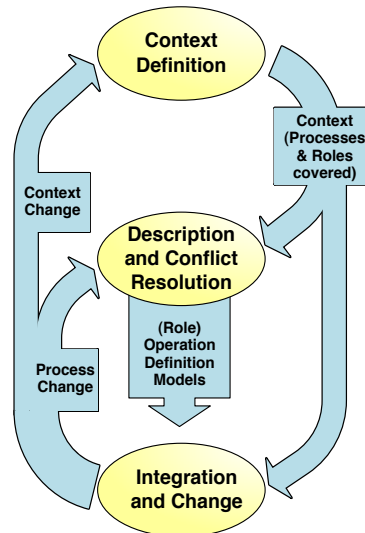 Context
Definition
Context
(Processes
& Roles
covered)
Context
Change
Description
and Conflict
Resolution
(Role)
Operation
Definition
Models
Process
Change
Integration
and Change